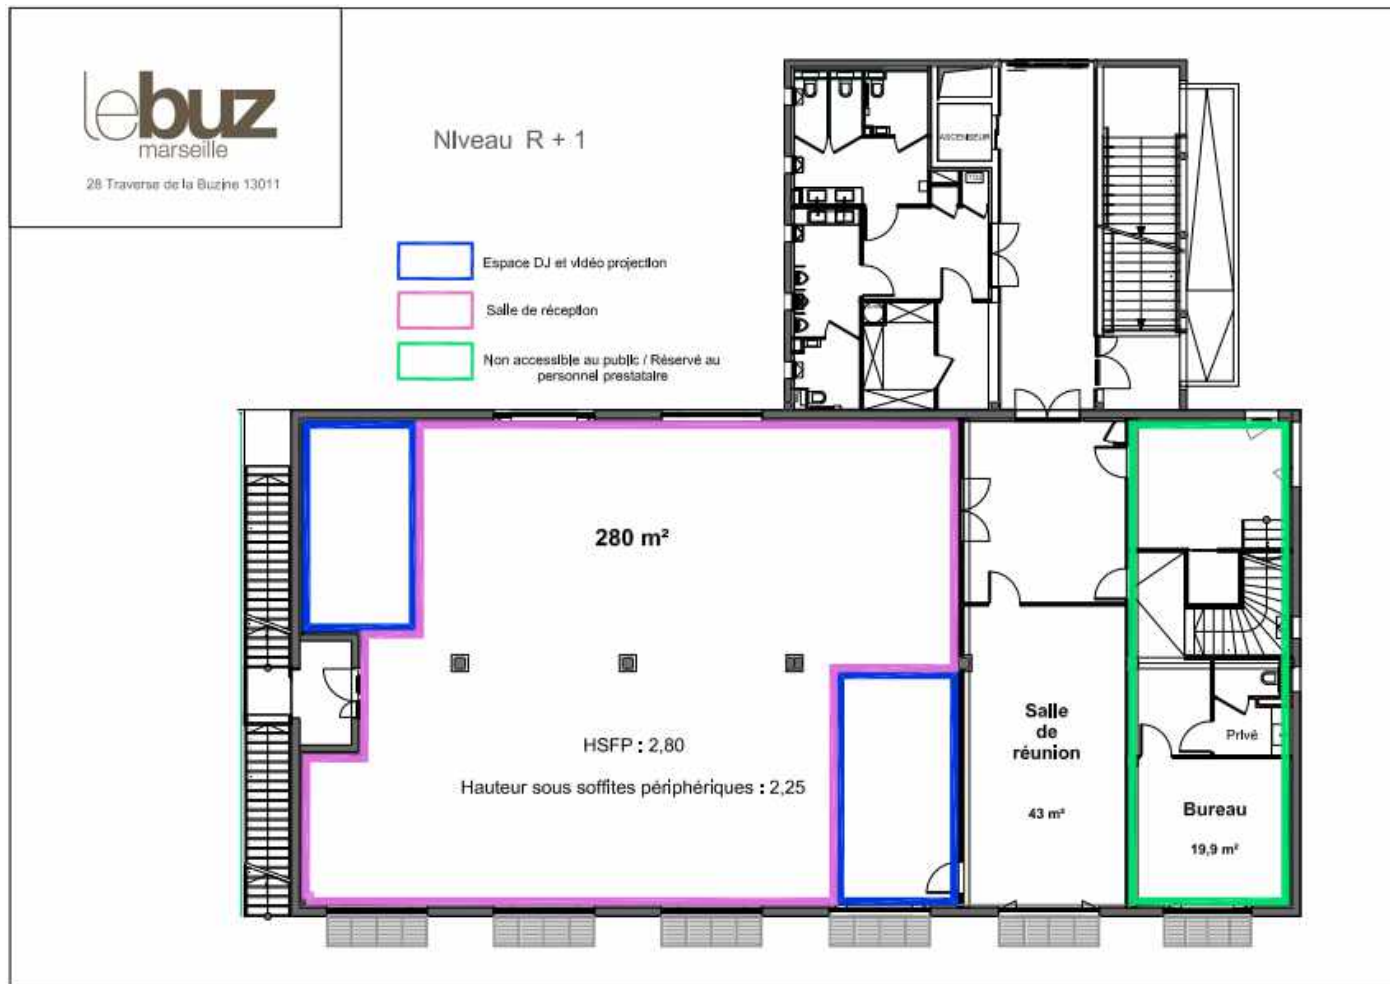 lebuz
marseille
28 Traverse de la Buzine 13011
Niveau R + 1
Espace DJ et vidéo projection
Salle de réception
Non accessible au public / Réservé au
personnel prestataire
ASCENSEUR
280 m²
HSFP : 2,80
Hauteur sous soffites périphériques : 2,25
Salle
de
réunion
43 m²
Privé
Bureau
19,9 m²